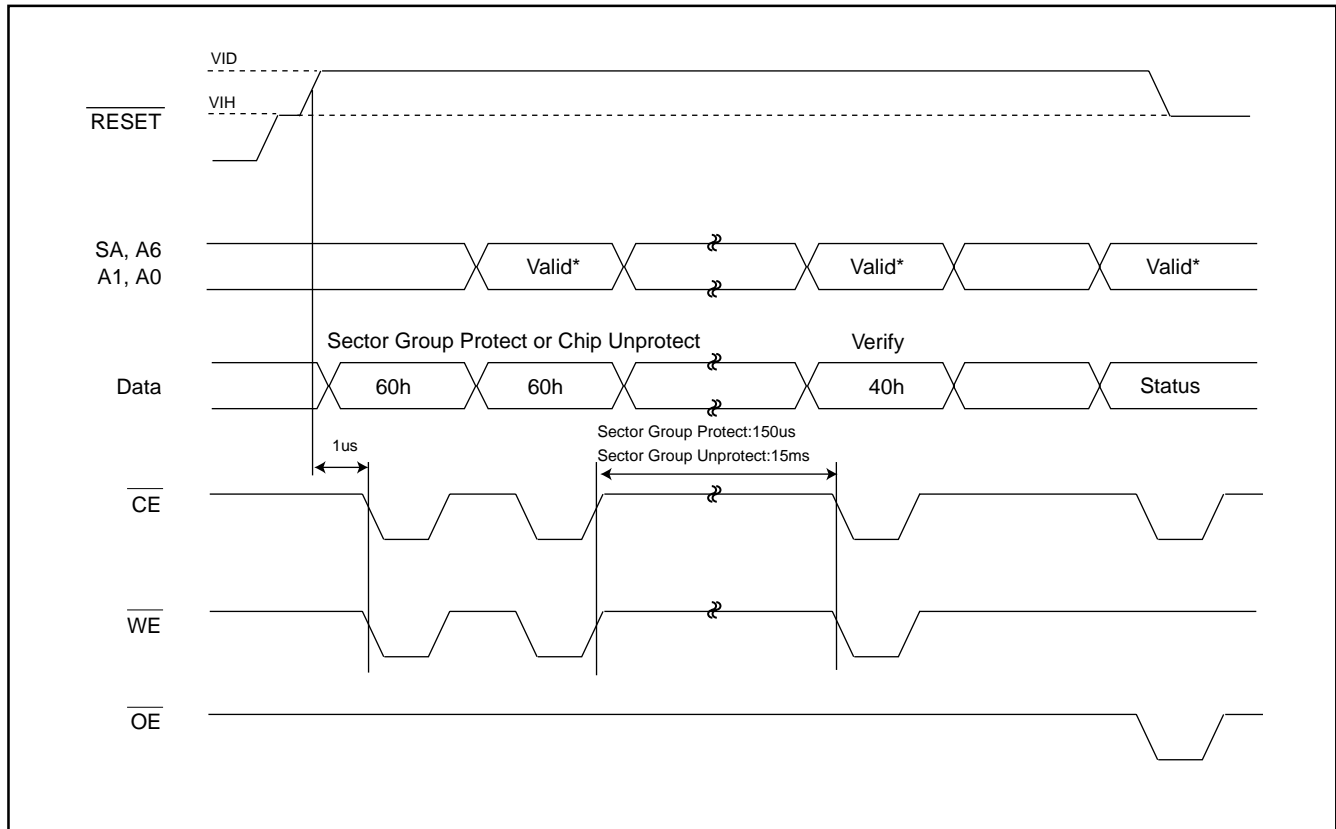 VID
VIH
RESET
SA, A6
A1, A0
Valid*
Valid*
Valid*
Sector Group Protect or Chip Unprotect
Verify
Data
60h
60h
40h
Status
1us
Sector Group Protect:150us
Sector Group Unprotect:15ms
CE
WE
OE